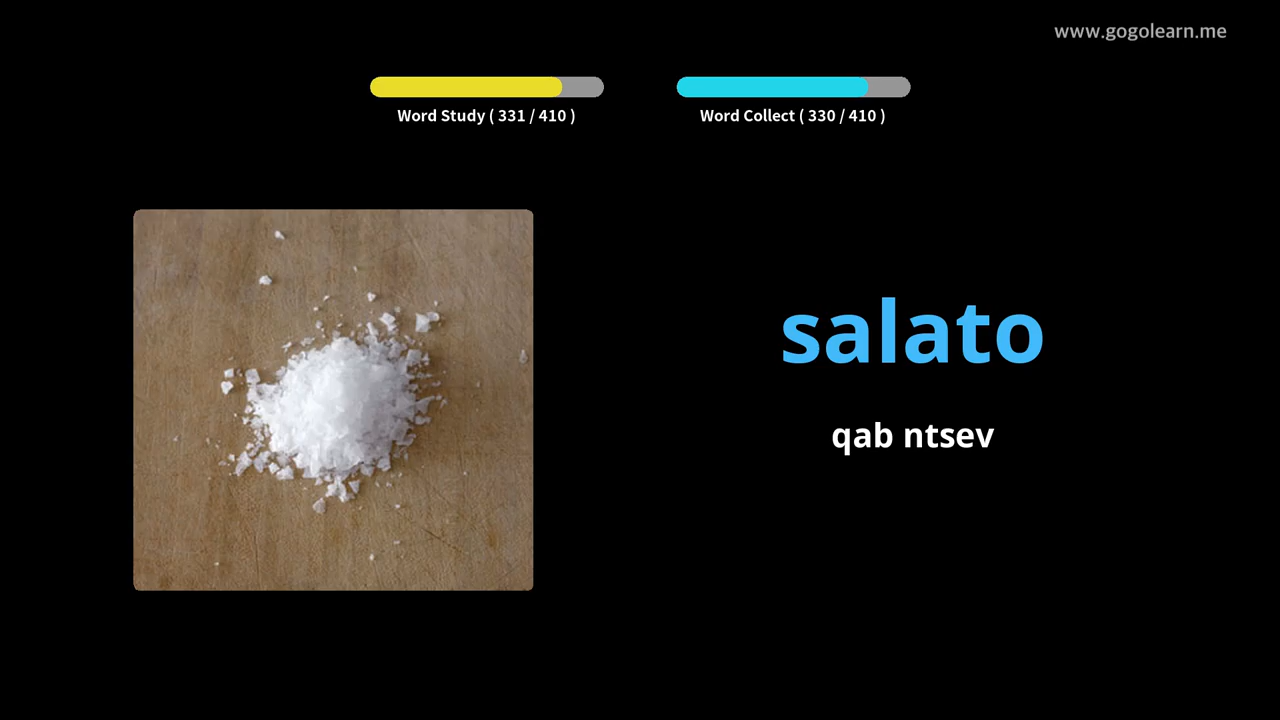 www.gogolearn.me
Word Study ( 331 / 410 )
Word Collect ( 330 / 410 )
salato
qab ntsev